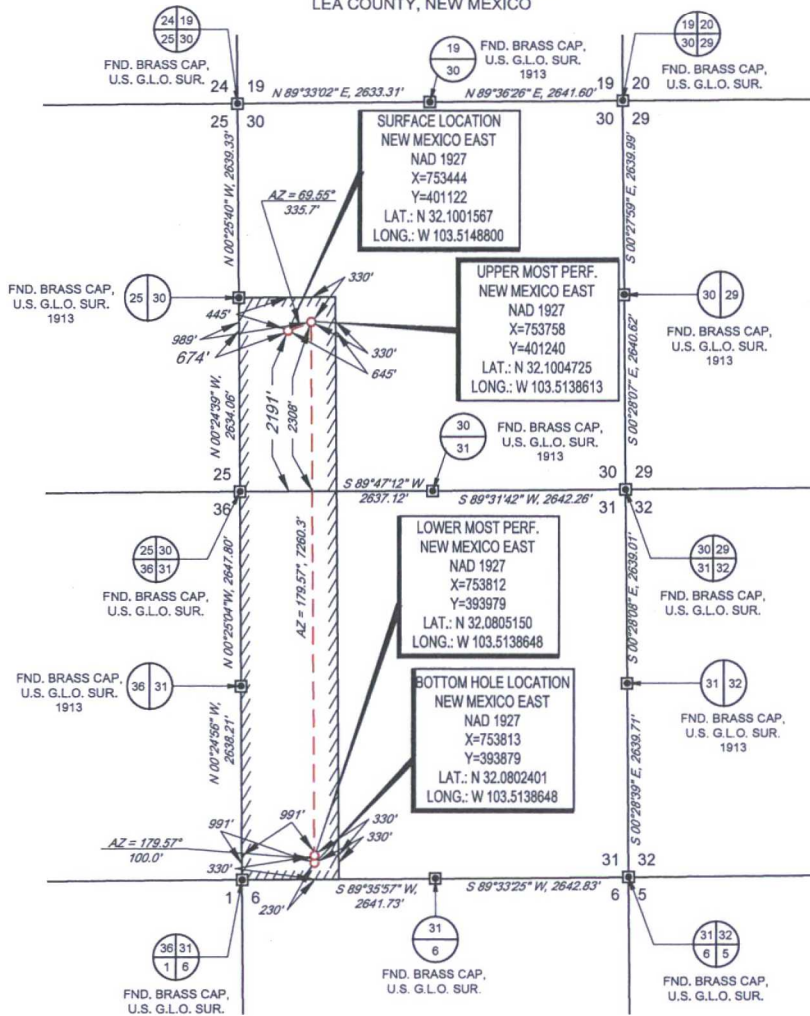 LEA COUNTY, NEW MEXICO
24 19
25 30
FND. BRASS CAP,
U.S. G.L.O. SUR.
19
30
FND. BRASS CAP,
U.S. G.L.O. SUR.
1913
19 20
30 29
FND. BRASS CAP,
U.S. G.L.O. SUR.
24 19
25 30
N 89°33'02" E, 2633.31'
N 89°36'26" E, 2641.60'
19 20
30 29
N 00°25'40" W, 2639.33'
S 00°27'59" E, 2639.99'
SURFACE LOCATION
NEW MEXICO EAST
NAD 1927
X=753444
Y=401122
LAT.: N 32.1001567
LONG.: W 103.5148800
AZ = 69.55°
335.7'
UPPER MOST PERF.
NEW MEXICO EAST
NAD 1927
X=753758
Y=401240
LAT.: N 32.1004725
LONG.: W 103.5138613
FND. BRASS CAP,
U.S. G.L.O. SUR.
1913
25 30
30 29
FND. BRASS CAP,
U.S. G.L.O. SUR.
1913
330'
445'
989'
674'
330'
645'
2191'
2308'
N 00°24'39" W,
2634.06'
S 00°28'07" E, 2640.62'
30
31
FND. BRASS CAP,
U.S. G.L.O. SUR.
1913
25
36
S 89°47'12" W
2637.12'
S 89°31'42" W, 2642.26'
30 29
31 32
25 30
36 31
FND. BRASS CAP,
U.S. G.L.O. SUR.
30 29
31 32
FND. BRASS CAP,
U.S. G.L.O. SUR.
N 00°25'04"W, 2647.80'
AZ = 179.57°, 7260.3'
S 00°28'08" E, 2639.01'
LOWER MOST PERF.
NEW MEXICO EAST
NAD 1927
X=753812
Y=393979
LAT.: N 32.0805150
LONG.: W 103.5138648
FND. BRASS CAP,
U.S. G.L.O. SUR.
1913
36 31
31 32
FND. BRASS CAP,
U.S. G.L.O. SUR.
1913
BOTTOM HOLE LOCATION
NEW MEXICO EAST
NAD 1927
X=753813
Y=393879
LAT.: N 32.0802401
LONG.: W 103.5138648
N 00°24'56" W,
2638.21'
S 00°28'39" E, 2639.71'
991'
991'
330'
330'
AZ = 179.57°
100.0'
330'
230'
1 6
S 89°35'57" W,
2641.73'
S 89°33'25" W, 2642.83'
31 32
6 5
36 31
1 6
FND. BRASS CAP,
U.S. G.L.O. SUR.
31
6
FND. BRASS CAP,
U.S. G.L.O. SUR.
31 32
6 5
FND. BRASS CAP,
U.S. G.L.O. SUR.